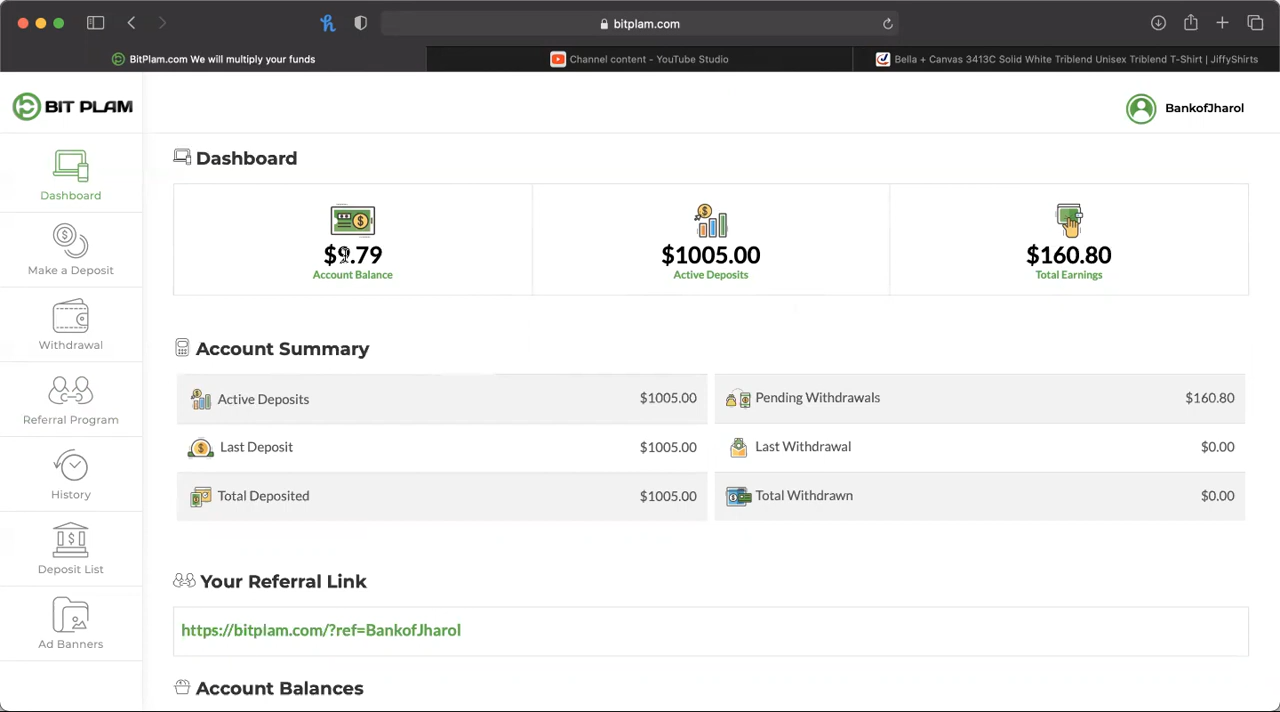 bitplam.com
BitPlam.com We will multiply your funds
Channel content - YouTube Studio
Bella + Canvas 3413C Solid White Triblend Unisex Triblend T-Shirt | JiffyShirts
BIT PLAM
BankofJharol
Dashboard
Make a Deposit
Withdrawal
Referral Program
History
Deposit List
Ad Banners
Dashboard
$9.79
Account Balance
$1005.00
Active Deposits
$160.80
Total Earnings
Account Summary
Active Deposits $1005.00
Last Deposit $1005.00
Total Deposited $1005.00
Pending Withdrawals $160.80
Last Withdrawal $0.00
Total Withdrawn $0.00
Your Referral Link
https://bitplam.com/?ref=BankofJharol
Account Balances